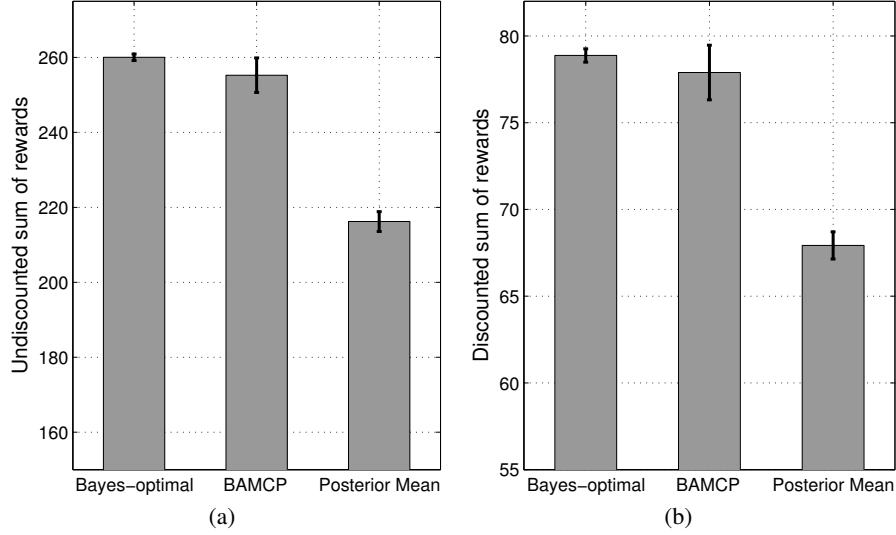 Undiscounted sum of rewards
260
240
220
200
180
160
Bayes−optimal BAMCP Posterior Mean
(a)
Discounted sum of rewards
80
75
70
65
60
55
Bayes−optimal BAMCP Posterior Mean
(b)